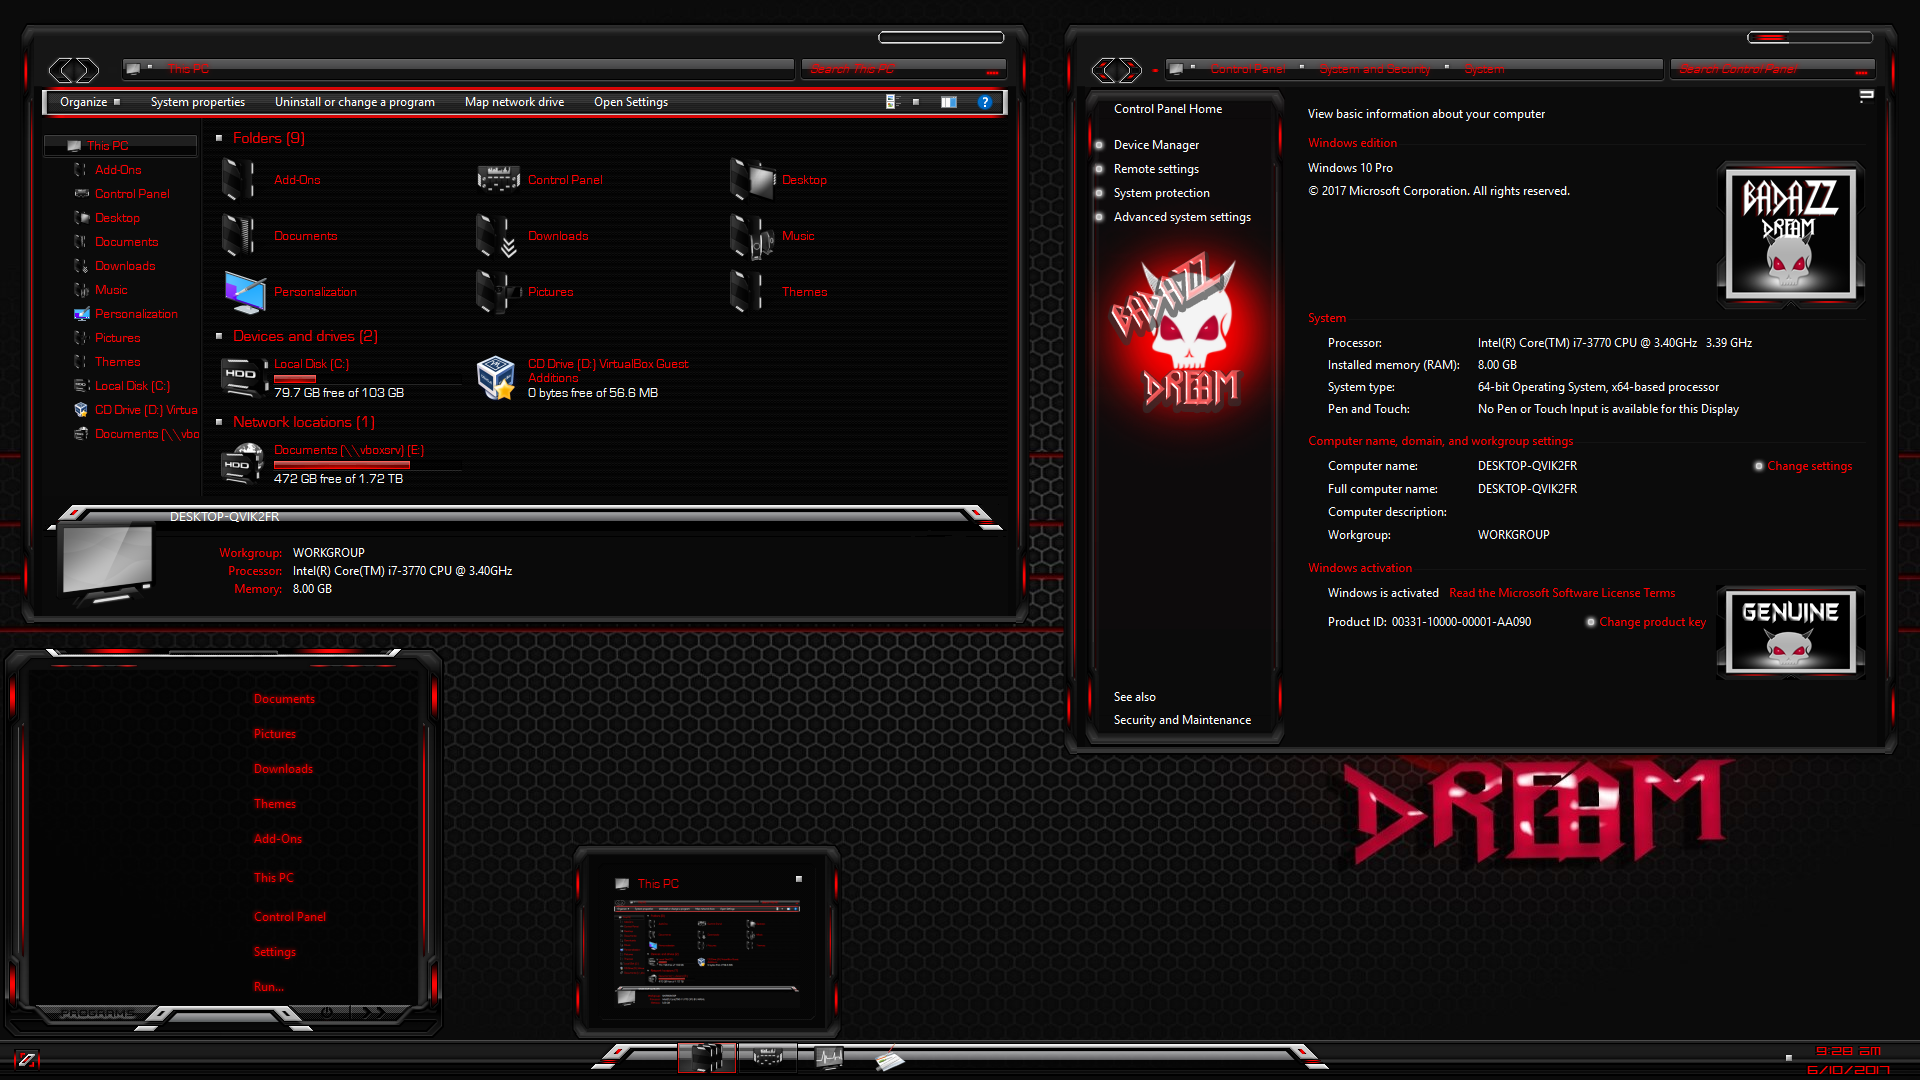 This PC
Search This PC
Organize
System properties
Uninstall or change a program
Map network drive
Open Settings
This PC
Add-Ons
Control Panel
Desktop
Documents
Downloads
Music
Personalization
Pictures
Themes
Local Disk (C:)
CD Drive (D:) Virtua
Documents (\\vbo
Folders (9)
Add-Ons
Control Panel
Desktop
Documents
Downloads
Music
Personalization
Pictures
Themes
Devices and drives (2)
HDD
Local Disk (C:)
79.7 GB free of 103 GB
CD Drive (D:) VirtualBox Guest
Additions
0 bytes free of 56.6 MB
Network locations (1)
HDD
Documents (\\vboxsrv) (E:)
472 GB free of 1.72 TB
DESKTOP-QVIK2FR
Workgroup: WORKGROUP
Processor: Intel(R) Core(TM) i7-3770 CPU @ 3.40GHz
Memory: 8.00 GB
Control Panel
System and Security
System
Search Control Panel
Control Panel Home
Device Manager
Remote settings
System protection
Advanced system settings
BADAZZ
DREAM
See also
Security and Maintenance
View basic information about your computer
Windows edition
Windows 10 Pro
© 2017 Microsoft Corporation. All rights reserved.
BADAZZ
DREAM
System
Processor: Intel(R) Core(TM) i7-3770 CPU @ 3.40GHz 3.39 GHz
Installed memory (RAM): 8.00 GB
System type: 64-bit Operating System, x64-based processor
Pen and Touch: No Pen or Touch Input is available for this Display
Computer name, domain, and workgroup settings
Computer name: DESKTOP-QVIK2FR
Change settings
Full computer name: DESKTOP-QVIK2FR
Computer description:
Workgroup: WORKGROUP
Windows activation
Windows is activated Read the Microsoft Software License Terms
Product ID: 00331-10000-00001-AA090
Change product key
GENUINE
DREAM
Documents
Pictures
Downloads
Themes
Add-Ons
This PC
Control Panel
Settings
Run...
PROGRAMS
This PC
9:28 AM
6/10/2017